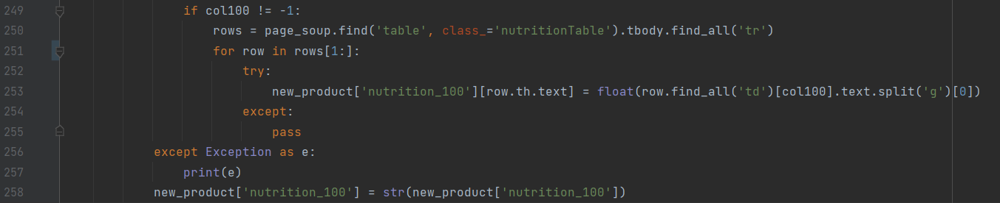 249 if col100 != -1:
250 rows = page_soup.find('table', class_='nutritionTable').tbody.find_all('tr')
251 for row in rows[1:]:
252 try:
253 new_product['nutrition_100'][row.th.text] = float(row.find_all('td')[col100].text.split('g')[0])
254 except:
255 pass
256 except Exception as e:
257 print(e)
258 new_product['nutrition_100'] = str(new_product['nutrition_100'])